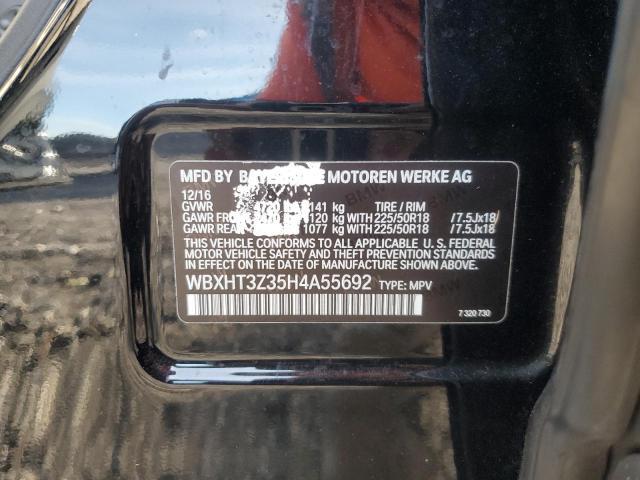 MFD BY MOTOREN WERKE AG
12/16
GVWR kg TIRE / RIM
GAWR 1120 kg WITH 225/50R18 /7.5Jx18
GAWR REAR 1077 kg WITH 225/50R18 /7.5Jx18
THIS VEHICLE CONFORMS TO ALL APPLICABLE U. S. FEDERAL
MOTOR VEHICLE SAFETY AND THEFT PREVENTION STANDARDS
IN EFFECT ON THE DATE OF MANUFACTURE SHOWN ABOVE.
WBXHT3Z35H4A55692 TYPE: MPV
7 320 730